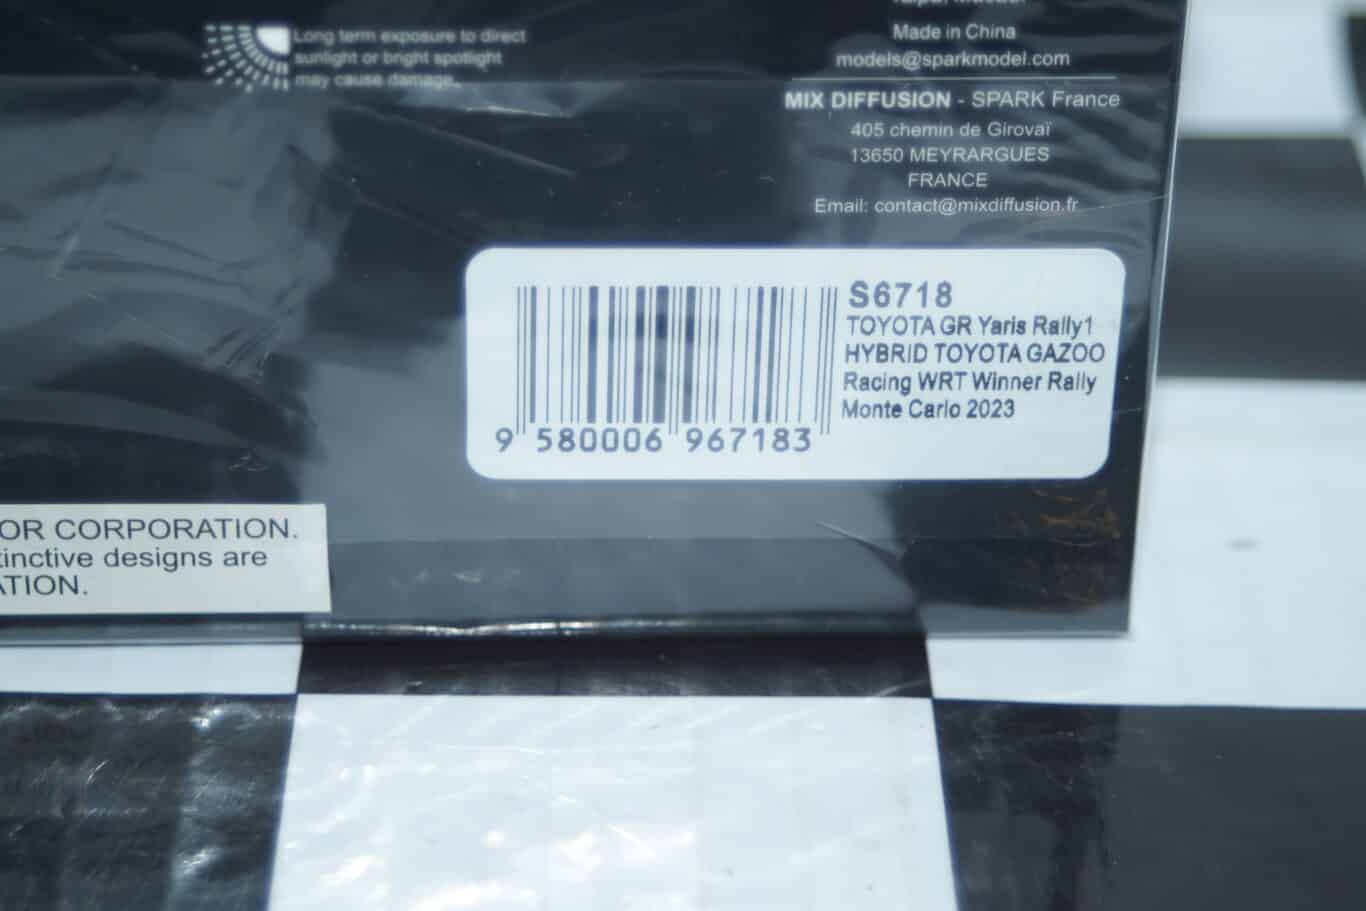 Long term exposure to direct
sunlight or bright spotlight
may cause damage.
Made in China
models@sparkmodel.com
MIX DIFFUSION - SPARK France
405 chemin de Girovaï
13650 MEYRARGUES
FRANCE
Email: contact@mixdiffusion.fr
S6718
TOYOTA GR Yaris Rally1
HYBRID TOYOTA GAZOO
Racing WRT Winner Rally
Monte Carlo 2023
9 580006 967183
OR CORPORATION.
tinctive designs are
ATION.